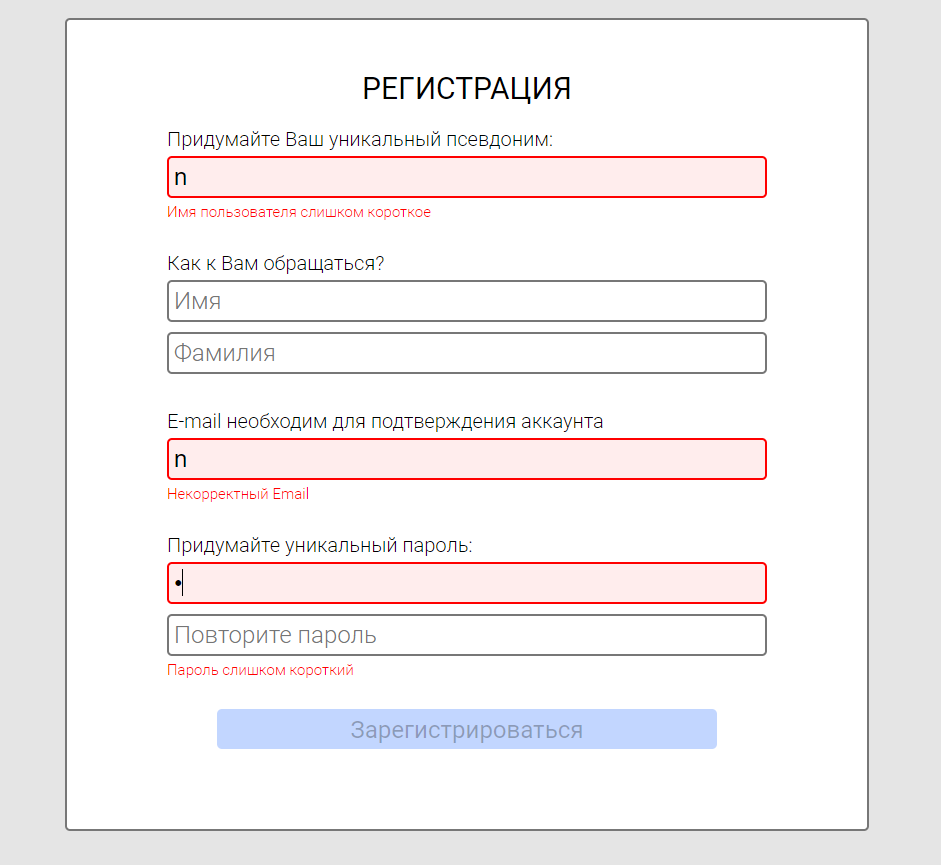 РЕГИСТРАЦИЯ
Придумайте Ваш уникальный псевдоним:
n
Имя пользователя слишком короткое
Как к Вам обращаться?
Имя
Фамилия
E-mail необходим для подтверждения аккаунта
n
Некорректный Email
Придумайте уникальный пароль:
•
Повторите пароль
Пароль слишком короткий
Зарегистрироваться